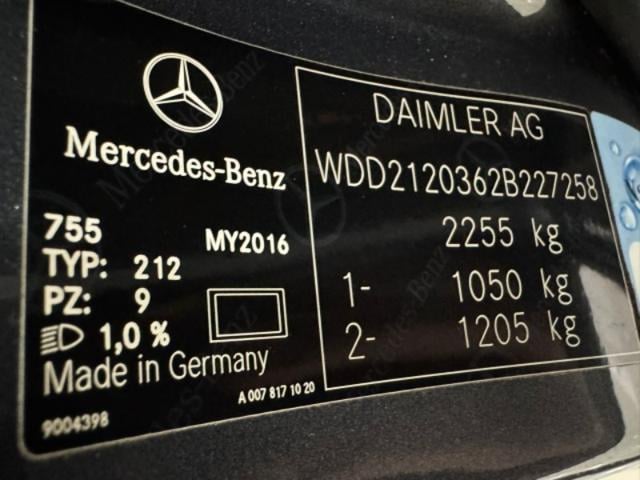 Mercedes-Benz
755 MY2016
TYP: 212
PZ: 9
1,0 %
Made in Germany
A 007 817 10 20
9004398
DAIMLER AG
WDD2120362B227258
2255 kg
1- 1050 kg
2- 1205 kg